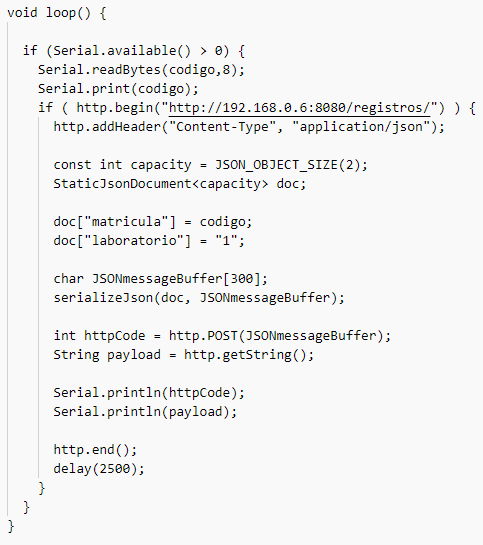 void loop() {
if (Serial.available() > 0) {
Serial.readBytes(codigo,8);
Serial.print(codigo);
if ( http.begin("http://192.168.0.6:8080/registros/") ) {
http.addHeader("Content-Type", "application/json");
const int capacity = JSON_OBJECT_SIZE(2);
StaticJsonDocument<capacity> doc;
doc["matricula"] = codigo;
doc["laboratorio"] = "1";
char JSONmessageBuffer[300];
serializeJson(doc, JSONmessageBuffer);
int httpCode = http.POST(JSONmessageBuffer);
String payload = http.getString();
Serial.println(httpCode);
Serial.println(payload);
http.end();
delay(2500);
}
}
}